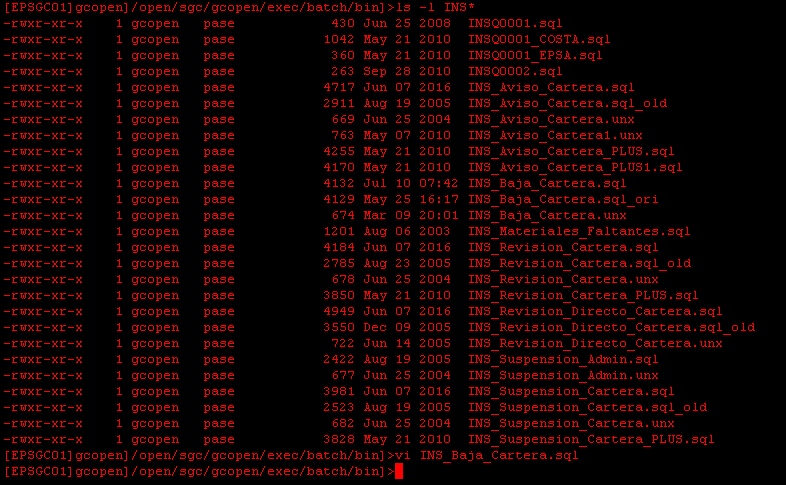 [EPSGCO1]gcopen]/open/sgc/gcopen/exec/batch/bin]>ls -l INS*
-rwxr-xr-x 1 gcopen pase 430 Jun 25 2008 INSQ0001.sql
-rwxr-xr-x 1 gcopen pase 1042 May 21 2010 INSQ0001_COSTA.sql
-rwxr-xr-x 1 gcopen pase 360 May 21 2010 INSQ0001_EPSA.sql
-rwxr-xr-x 1 gcopen pase 263 Sep 28 2010 INSQ0002.sql
-rwxr-xr-x 1 gcopen pase 4717 Jun 07 2016 INS_Aviso_Cartera.sql
-rwxr-xr-x 1 gcopen pase 2911 Aug 19 2005 INS_Aviso_Cartera.sql_old
-rwxr-xr-x 1 gcopen pase 669 Jun 25 2004 INS_Aviso_Cartera.unx
-rwxr-xr-x 1 gcopen pase 763 May 07 2010 INS_Aviso_Cartera1.unx
-rwxr-xr-x 1 gcopen pase 4255 May 21 2010 INS_Aviso_Cartera_PLUS.sql
-rwxr-xr-x 1 gcopen pase 4170 May 21 2010 INS_Aviso_Cartera_PLUS1.sql
-rwxr-xr-x 1 gcopen pase 4132 Jul 10 07:42 INS_Baja_Cartera.sql
-rwxr-xr-x 1 gcopen pase 4129 May 25 16:17 INS_Baja_Cartera.sql_ori
-rwxr-xr-x 1 gcopen pase 674 Mar 09 20:01 INS_Baja_Cartera.unx
-rwxr-xr-x 1 gcopen pase 1201 Aug 06 2003 INS_Materiales_Faltantes.sql
-rwxr-xr-x 1 gcopen pase 4184 Jun 07 2016 INS_Revision_Cartera.sql
-rwxr-xr-x 1 gcopen pase 2785 Aug 23 2005 INS_Revision_Cartera.sql_old
-rwxr-xr-x 1 gcopen pase 678 Jun 25 2004 INS_Revision_Cartera.unx
-rwxr-xr-x 1 gcopen pase 3850 May 21 2010 INS_Revision_Cartera_PLUS.sql
-rwxr-xr-x 1 gcopen pase 4949 Jun 07 2016 INS_Revision_Directo_Cartera.sql
-rwxr-xr-x 1 gcopen pase 3550 Dec 09 2005 INS_Revision_Directo_Cartera.sql_old
-rwxr-xr-x 1 gcopen pase 722 Jun 14 2005 INS_Revision_Directo_Cartera.unx
-rwxr-xr-x 1 gcopen pase 2422 Aug 19 2005 INS_Suspension_Admin.sql
-rwxr-xr-x 1 gcopen pase 677 Jun 25 2004 INS_Suspension_Admin.unx
-rwxr-xr-x 1 gcopen pase 3981 Jun 07 2016 INS_Suspension_Cartera.sql
-rwxr-xr-x 1 gcopen pase 2523 Aug 19 2005 INS_Suspension_Cartera.sql_old
-rwxr-xr-x 1 gcopen pase 682 Jun 25 2004 INS_Suspension_Cartera.unx
-rwxr-xr-x 1 gcopen pase 3828 May 21 2010 INS_Suspension_Cartera_PLUS.sql
[EPSGCO1]gcopen]/open/sgc/gcopen/exec/batch/bin]>vi INS_Baja_Cartera.sql
[EPSGCO1]gcopen]/open/sgc/gcopen/exec/batch/bin]>